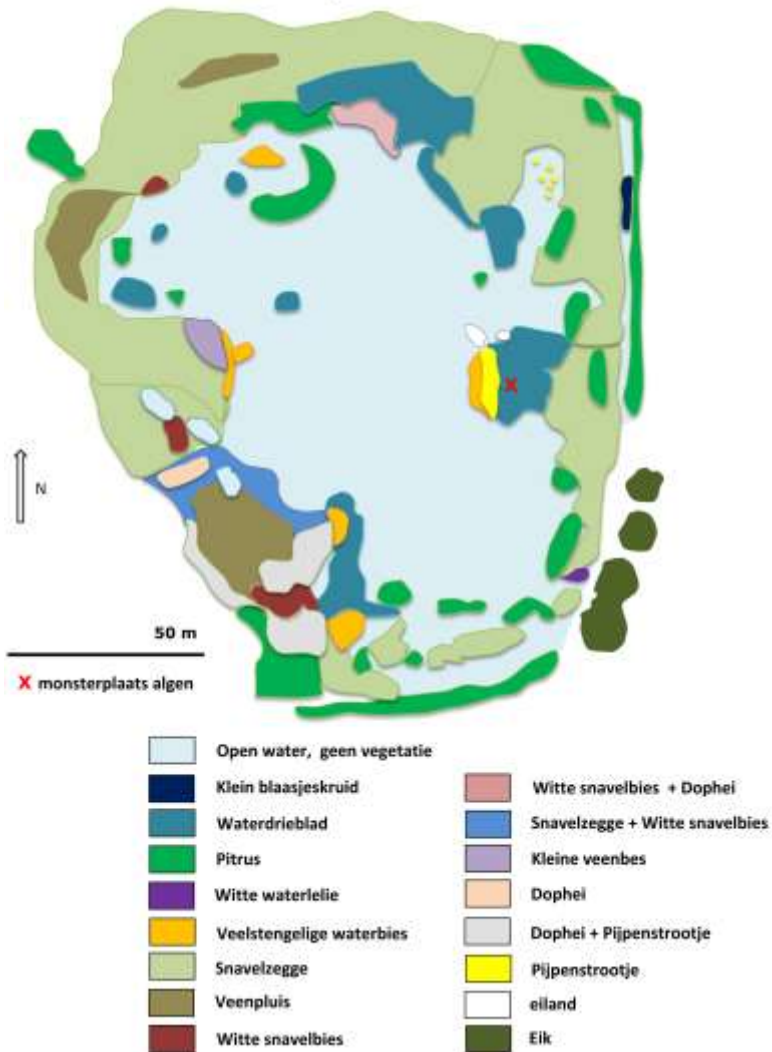 N
50 m
X monsterplaats algen
Open water, geen vegetatie
Klein blaasjeskruid
Waterdrieblad
Pitrus
Witte waterlelie
Veelstengelige waterbies
Snavelzegge
Veenpluis
Witte snavelbies
Witte snavelbies + Dophei
Snavelzegge + Witte snavelbies
Kleine veenbes
Dophei
Dophei + Pijpenstrootje
Pijpenstrootje
eiland
Eik